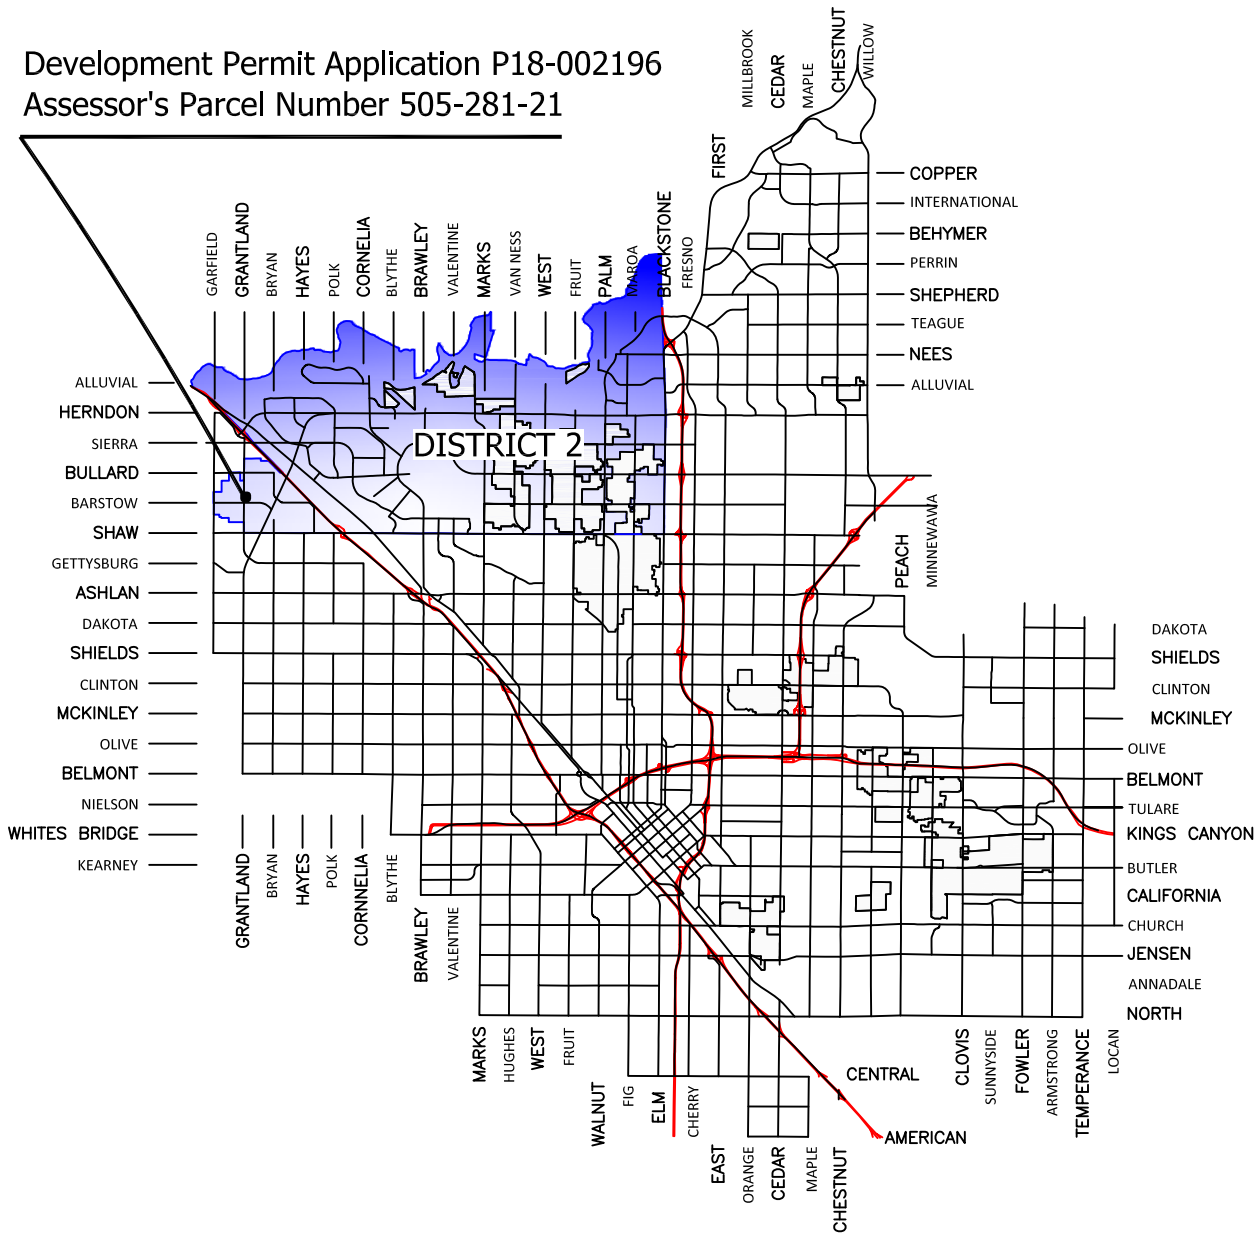 Development Permit Application P18-002196
Assessor's Parcel Number 505-281-21
MILLBROOK
CEDAR
MAPLE
CHESTNUT
WILLOW
FIRST
COPPER
INTERNATIONAL
BEHYMER
PERRIN
SHEPHERD
TEAGUE
NEES
ALLUVIAL
GARFIELD
GRANTLAND
BRYAN
HAYES
POLK
CORNELIA
BLYTHE
BRAWLEY
VALENTINE
MARKS
VAN NESS
WEST
FRUIT
PALM
MAROA
BLACKSTONE
FRESNO
ALLUVIAL
HERNDON
SIERRA
BULLARD
BARSTOW
SHAW
GETTYSBURG
ASHLAN
DAKOTA
SHIELDS
CLINTON
MCKINLEY
OLIVE
BELMONT
NIELSON
WHITES BRIDGE
KEARNEY
DISTRICT 2
PEACH
MINNEWAWA
DAKOTA
SHIELDS
CLINTON
MCKINLEY
OLIVE
BELMONT
TULARE
KINGS CANYON
BUTLER
CALIFORNIA
CHURCH
JENSEN
ANNADALE
NORTH
GRANTLAND
BRYAN
HAYES
POLK
CORNNELIA
BLYTHE
BRAWLEY
VALENTINE
MARKS
HUGHES
WEST
FRUIT
WALNUT
FIG
ELM
CHERRY
EAST
ORANGE
CEDAR
MAPLE
CHESTNUT
CENTRAL
AMERICAN
CLOVIS
SUNNYSIDE
FOWLER
ARMSTRONG
TEMPERANCE
LOCAN